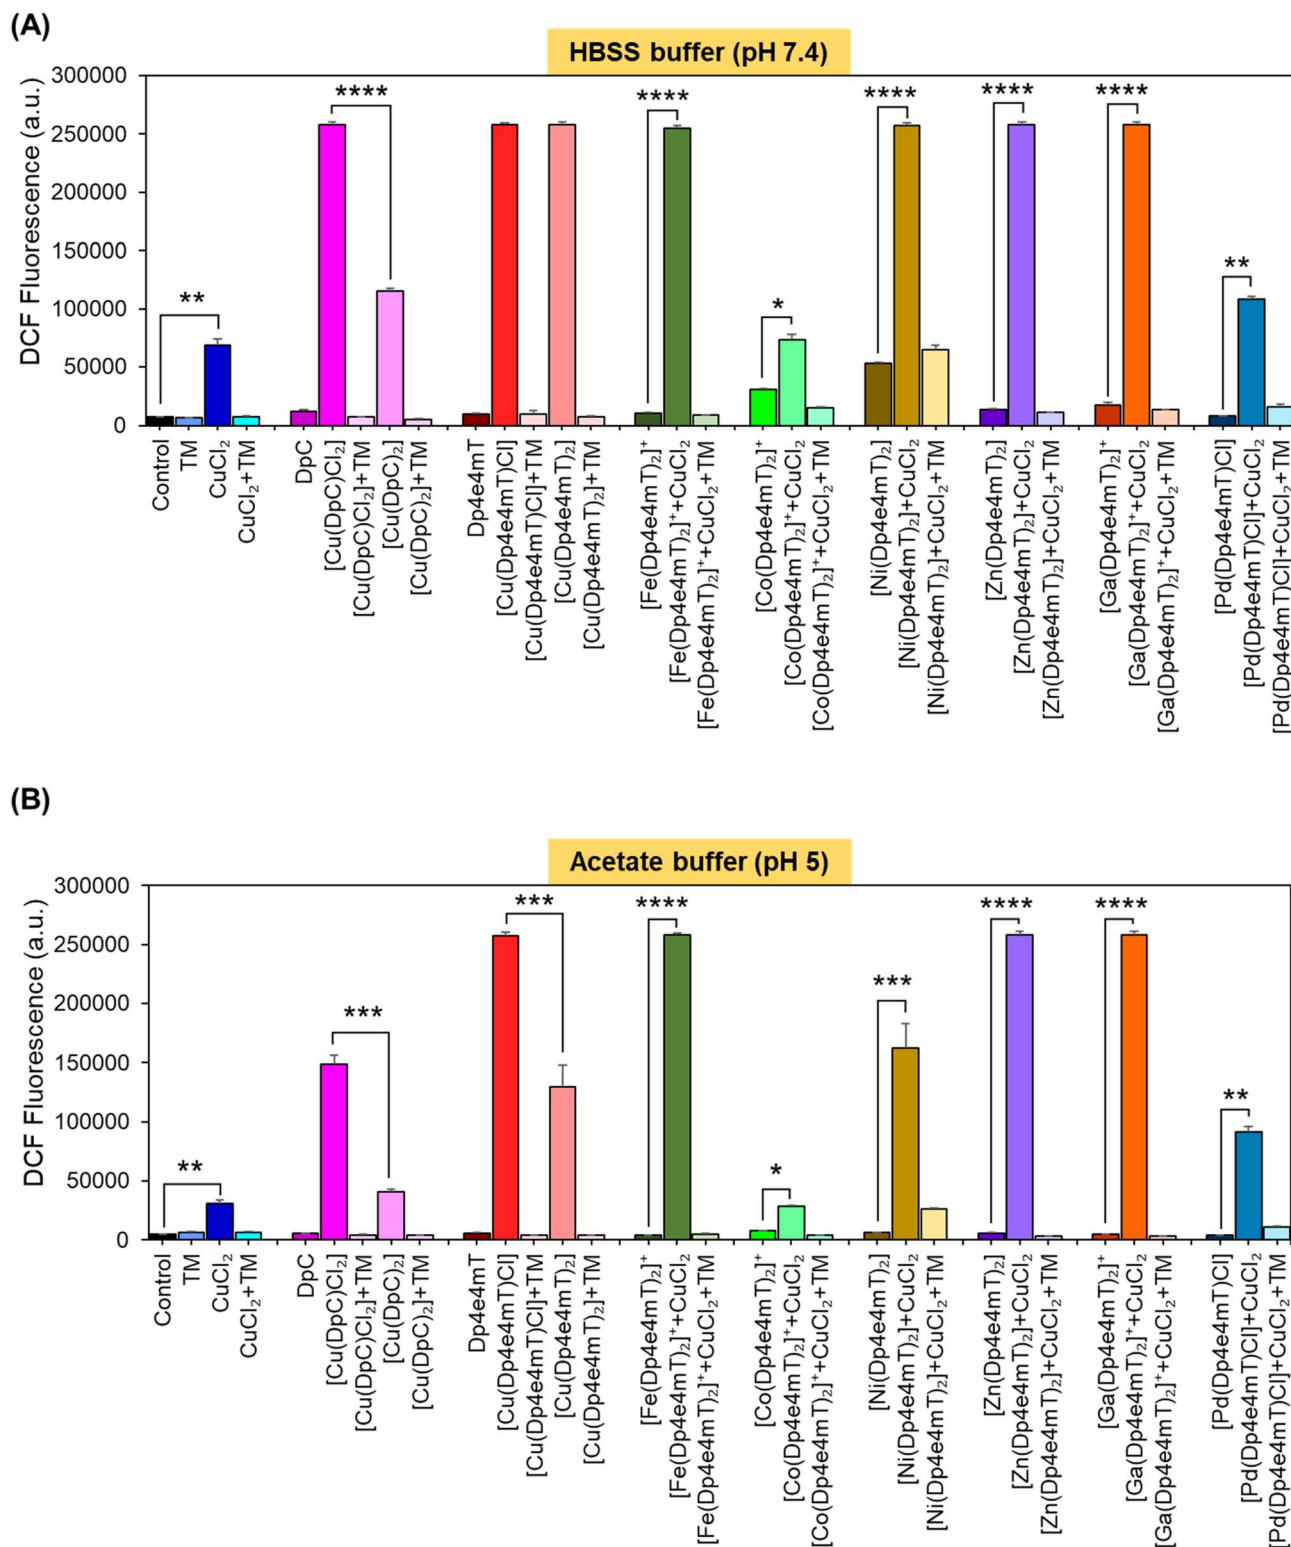 (A)
HBSS buffer (pH 7.4)
DCF Fluorescence (a.u.)
300000
250000
200000
150000
100000
50000
0
**
****
****
*
****
****
****
**
Control
TM
CuCl₂
CuCl₂+TM
DpC
[Cu(DpC)Cl₂]
[Cu(DpC)Cl₂]+TM
[Cu(DpC)₂]
[Cu(DpC)₂]+TM
Dp4e4mT
[Cu(Dp4e4mT)Cl]
[Cu(Dp4e4mT)Cl]+TM
[Cu(Dp4e4mT)₂]
[Cu(Dp4e4mT)₂]+TM
[Fe(Dp4e4mT)₂]⁺
[Fe(Dp4e4mT)₂]⁺+CuCl₂
[Fe(Dp4e4mT)₂]⁺+CuCl₂+TM
[Co(Dp4e4mT)₂]⁺
[Co(Dp4e4mT)₂]⁺+CuCl₂
[Co(Dp4e4mT)₂]⁺+CuCl₂+TM
[Ni(Dp4e4mT)₂]
[Ni(Dp4e4mT)₂]+CuCl₂
[Ni(Dp4e4mT)₂]+CuCl₂+TM
[Zn(Dp4e4mT)₂]
[Zn(Dp4e4mT)₂]+CuCl₂
[Zn(Dp4e4mT)₂]+CuCl₂+TM
[Ga(Dp4e4mT)₂]⁺
[Ga(Dp4e4mT)₂]⁺+CuCl₂
[Ga(Dp4e4mT)₂]⁺+CuCl₂+TM
[Pd(Dp4e4mT)Cl]
[Pd(Dp4e4mT)Cl]+CuCl₂
[Pd(Dp4e4mT)Cl]+CuCl₂+TM
(B)
Acetate buffer (pH 5)
DCF Fluorescence (a.u.)
300000
250000
200000
150000
100000
50000
0
**
***
***
****
*
***
****
****
**
Control
TM
CuCl₂
CuCl₂+TM
DpC
[Cu(DpC)Cl₂]
[Cu(DpC)Cl₂]+TM
[Cu(DpC)₂]
[Cu(DpC)₂]+TM
Dp4e4mT
[Cu(Dp4e4mT)Cl]
[Cu(Dp4e4mT)Cl]+TM
[Cu(Dp4e4mT)₂]
[Cu(Dp4e4mT)₂]+TM
[Fe(Dp4e4mT)₂]⁺
[Fe(Dp4e4mT)₂]⁺+CuCl₂
[Fe(Dp4e4mT)₂]⁺+CuCl₂+TM
[Co(Dp4e4mT)₂]⁺
[Co(Dp4e4mT)₂]⁺+CuCl₂
[Co(Dp4e4mT)₂]⁺+CuCl₂+TM
[Ni(Dp4e4mT)₂]
[Ni(Dp4e4mT)₂]+CuCl₂
[Ni(Dp4e4mT)₂]+CuCl₂+TM
[Zn(Dp4e4mT)₂]
[Zn(Dp4e4mT)₂]+CuCl₂
[Zn(Dp4e4mT)₂]+CuCl₂+TM
[Ga(Dp4e4mT)₂]⁺
[Ga(Dp4e4mT)₂]⁺+CuCl₂
[Ga(Dp4e4mT)₂]⁺+CuCl₂+TM
[Pd(Dp4e4mT)Cl]
[Pd(Dp4e4mT)Cl]+CuCl₂
[Pd(Dp4e4mT)Cl]+CuCl₂+TM